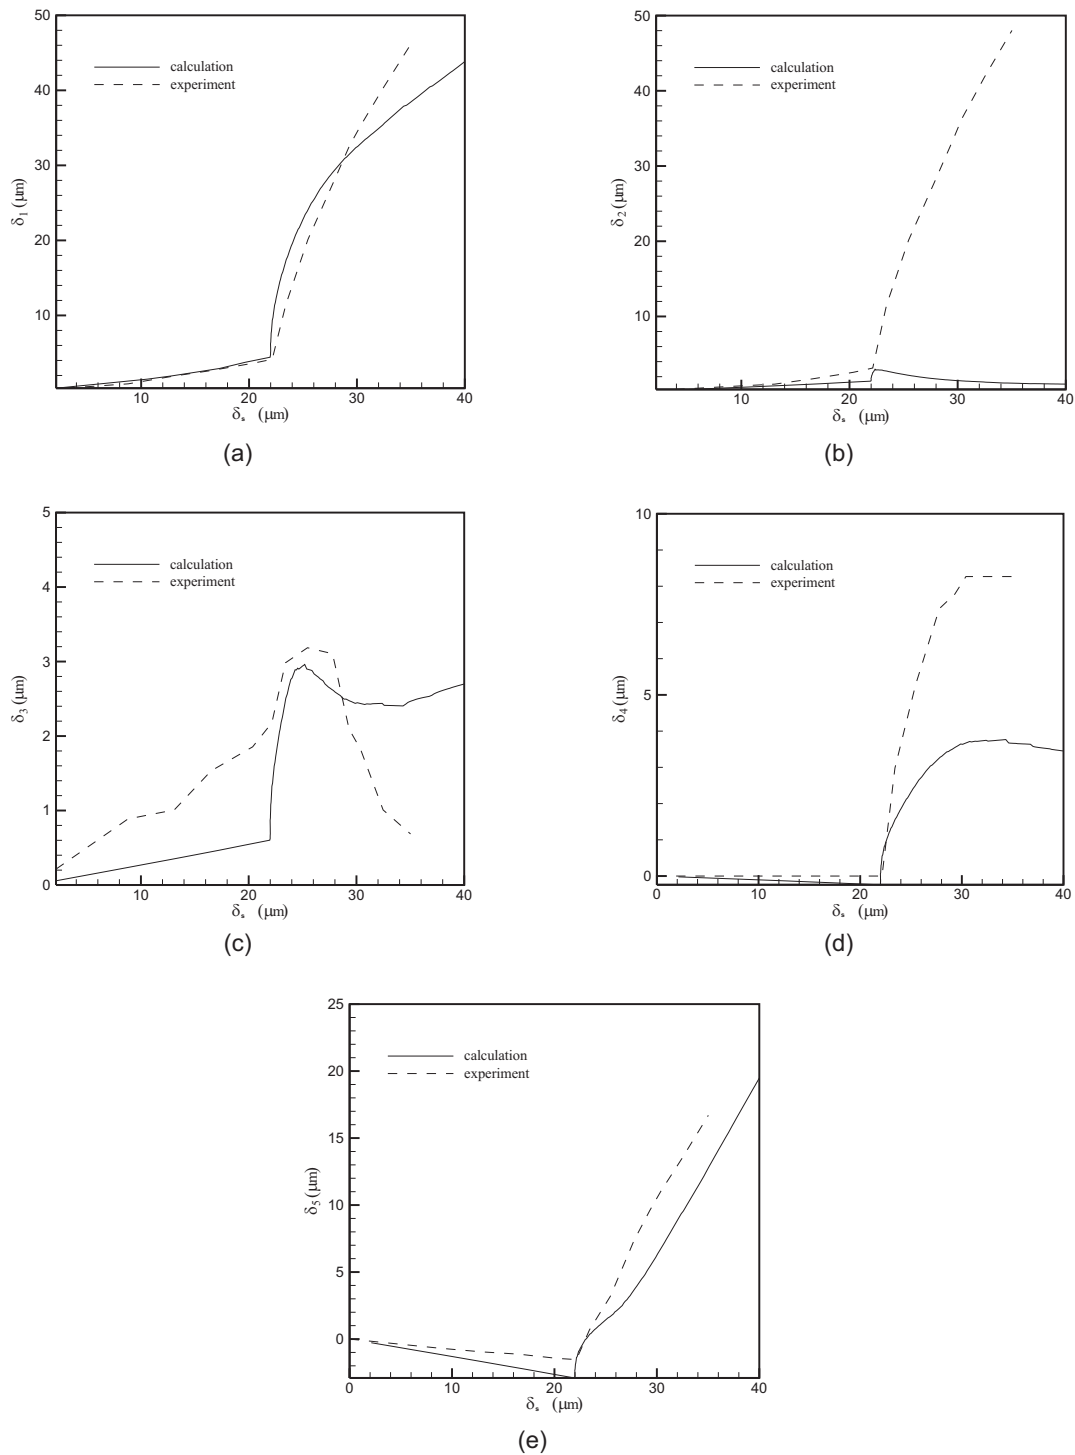 50
40
30
20
10
δ1 (μm)
calculation
experiment
10 20 30 40
δs (μm)
(a)
50
40
30
20
10
δ2 (μm)
calculation
experiment
10 20 30 40
δs (μm)
(b)
5
4
3
2
1
0
δ3 (μm)
calculation
experiment
10 20 30 40
δs (μm)
(c)
10
5
0
δ4 (μm)
calculation
experiment
0 10 20 30 40
δs (μm)
(d)
25
20
15
10
5
0
δ5 (μm)
calculation
experiment
0 10 20 30 40
δs (μm)
(e)